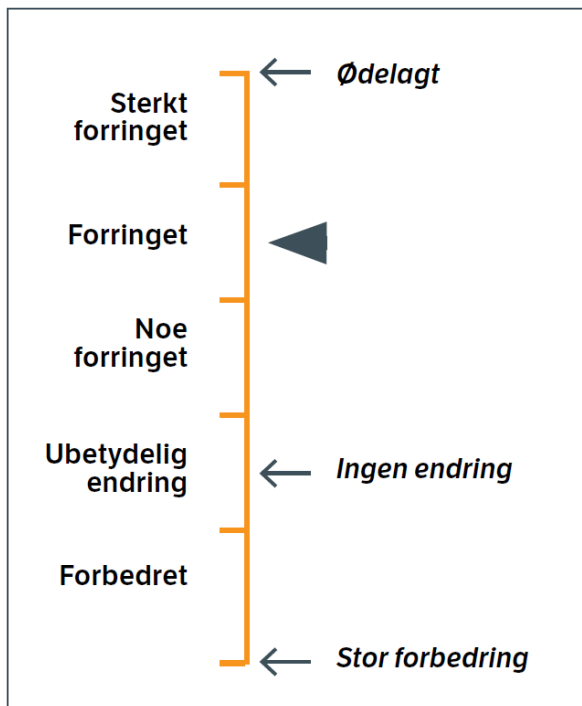 Ødelagt
Sterkt
forringet
Forringet
Noe
forringet
Ubetydelig
endring
Ingen endring
Forbedret
Stor forbedring